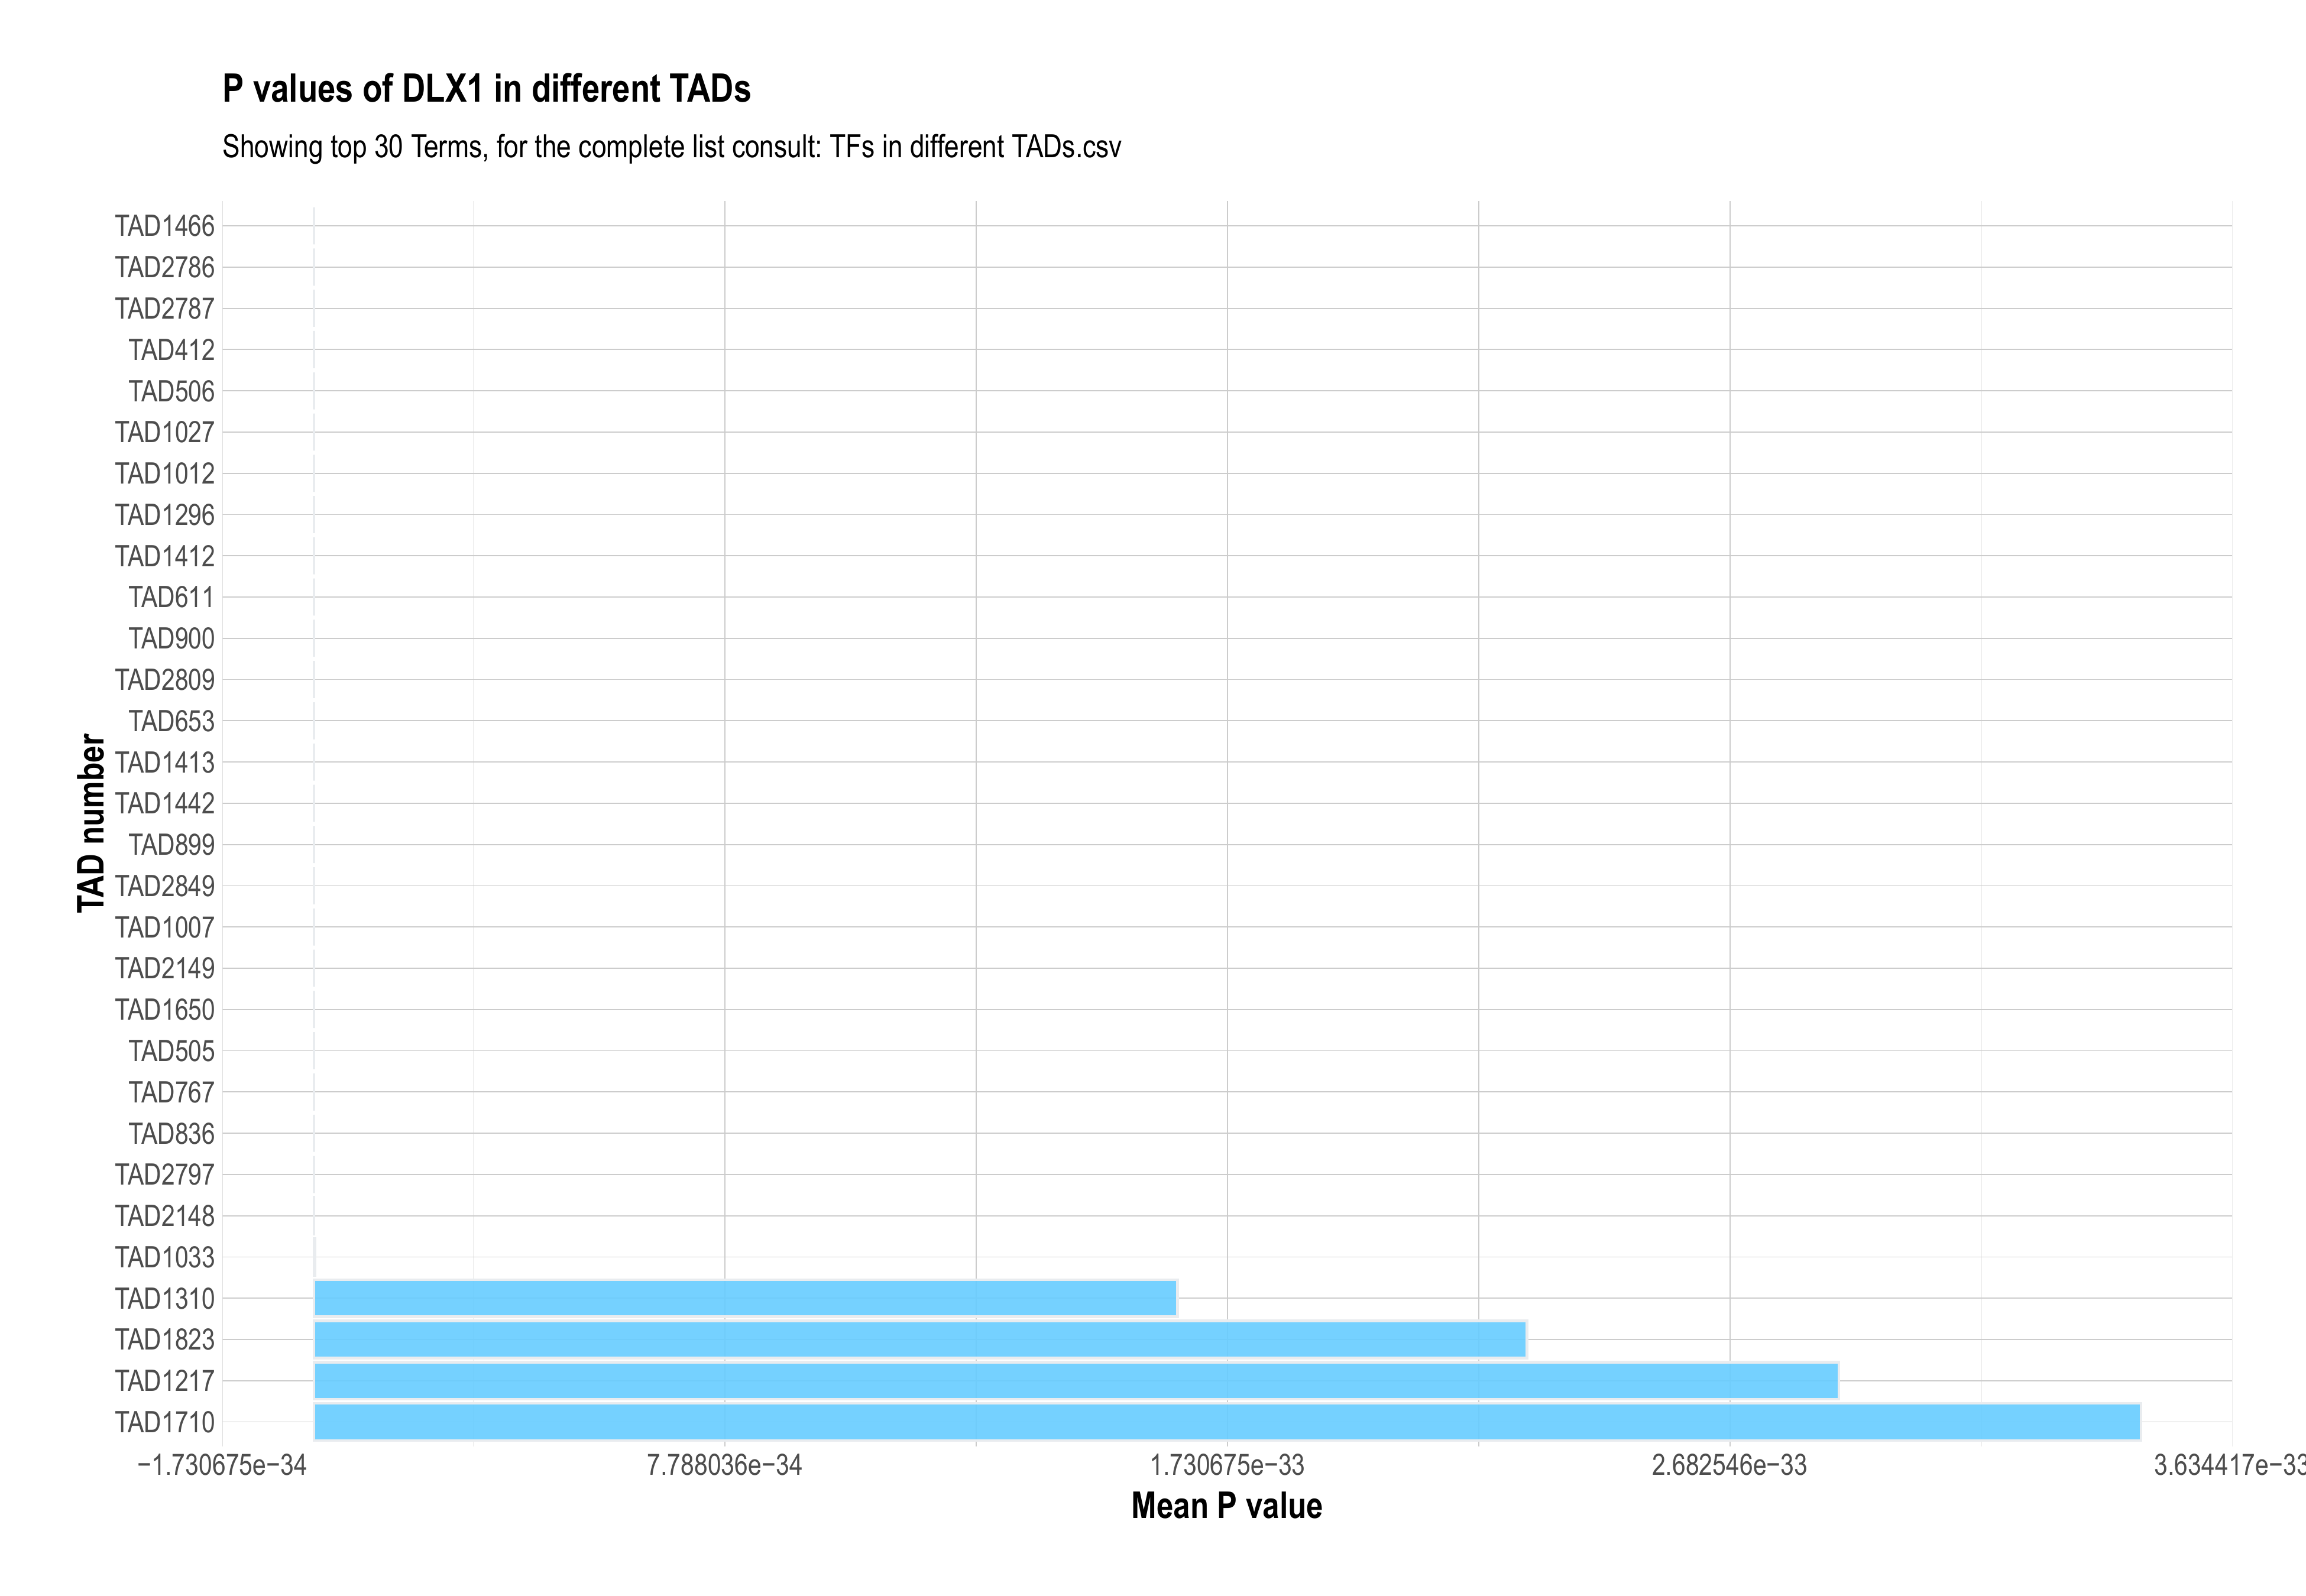 P values of DLX1 in different TADs
Showing top 30 Terms, for the complete list consult: TFs in different TADs.csv
TAD number
TAD1466
TAD2786
TAD2787
TAD412
TAD506
TAD1027
TAD1012
TAD1296
TAD1412
TAD611
TAD900
TAD2809
TAD653
TAD1413
TAD1442
TAD899
TAD2849
TAD1007
TAD2149
TAD1650
TAD505
TAD767
TAD836
TAD2797
TAD2148
TAD1033
TAD1310
TAD1823
TAD1217
TAD1710
−1.730675e−34 7.788036e−34 1.730675e−33 2.682546e−33 3.634417e−33
Mean P value